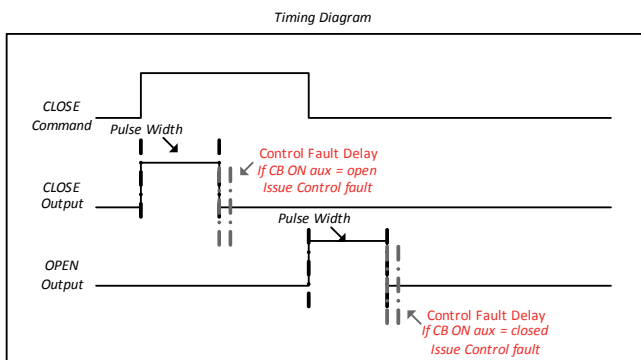 Timing Diagram
CLOSE
Command
Pulse Width
Control Fault Delay
If CB ON aux = open
Issue Control fault
CLOSE
Output
Pulse Width
OPEN
Output
Control Fault Delay
If CB ON aux = closed
Issue Control fault